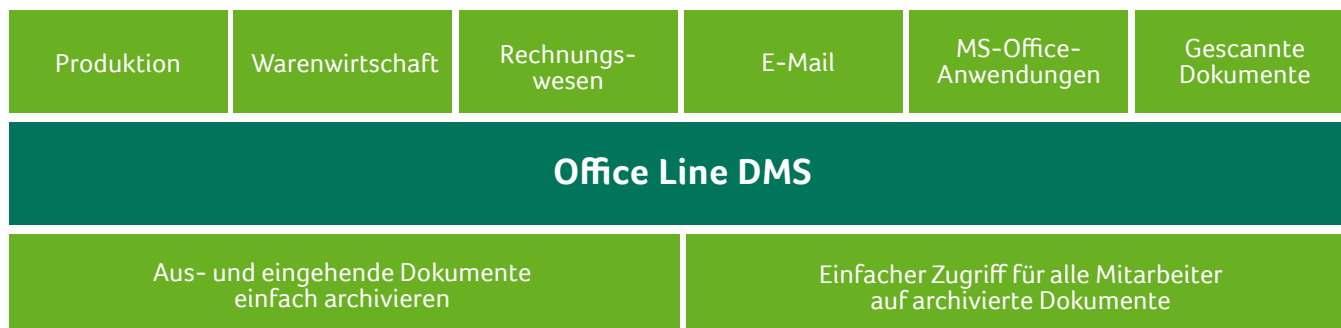 Produktion
Warenwirtschaft
Rechnungs-
wesen
E-Mail
MS-Office-
Anwendungen
Gescannte
Dokumente
Office Line DMS
Aus- und eingehende Dokumente
einfach archivieren
Einfacher Zugriff für alle Mitarbeiter
auf archivierte Dokumente